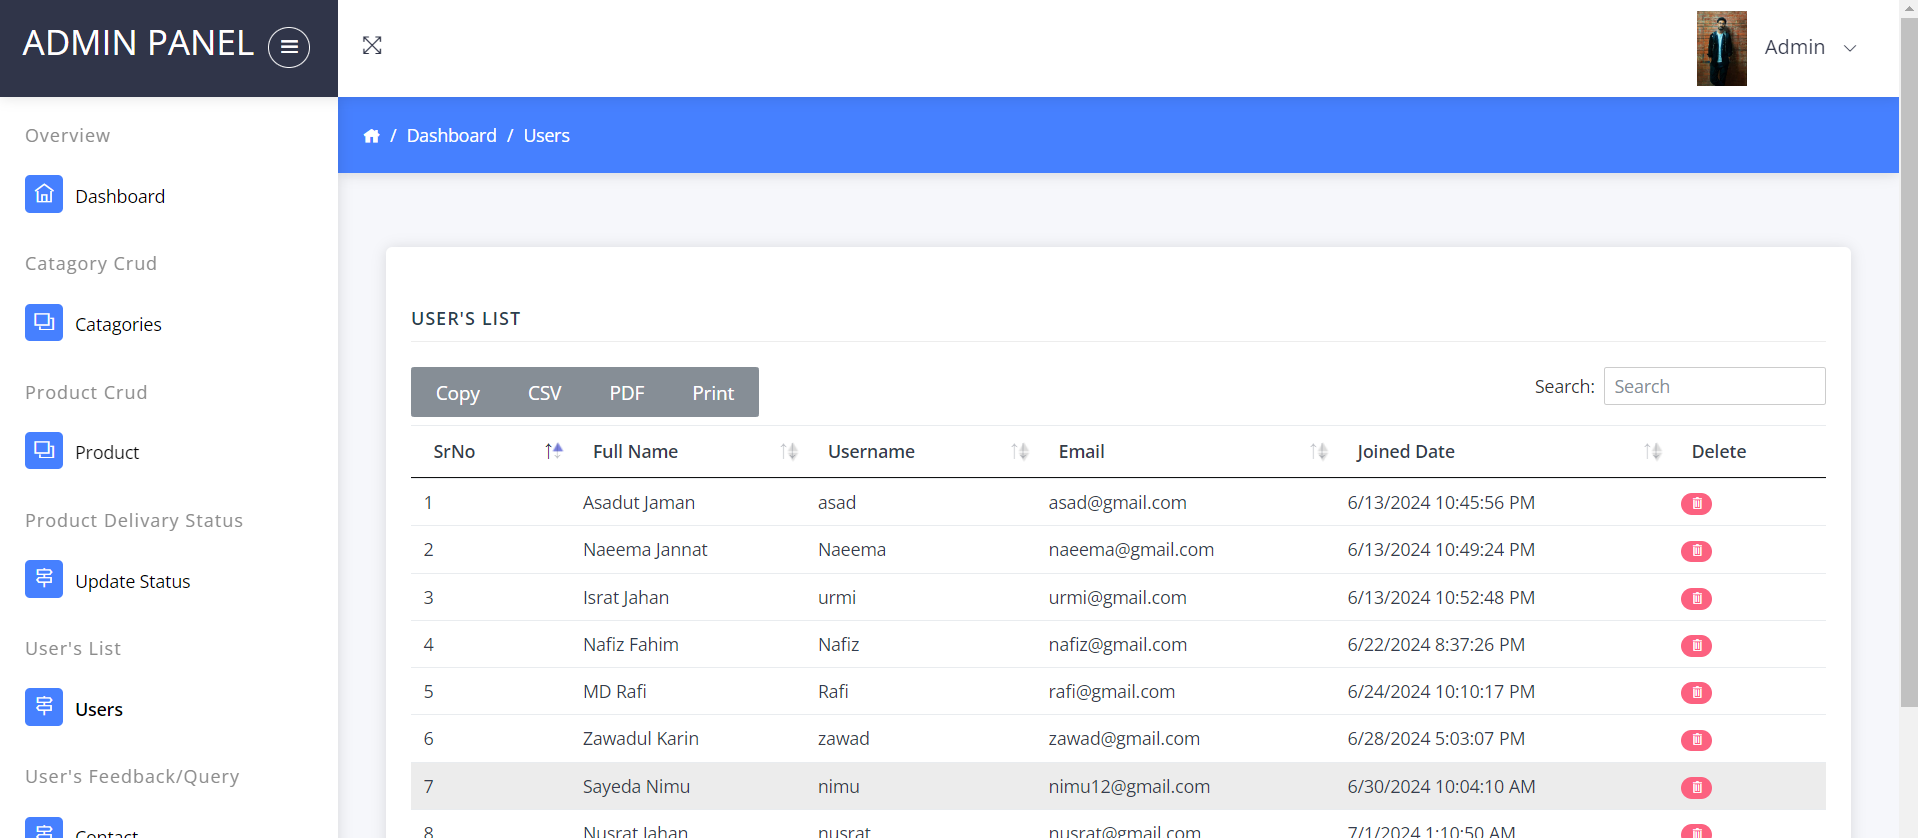 ADMIN PANEL
Admin
/ Dashboard / Users
Overview
Dashboard
Catagory Crud
Catagories
Product Crud
Product
Product Delivary Status
Update Status
User's List
Users
User's Feedback/Query
Contact
USER'S LIST
Copy CSV PDF Print
Search: Search
SrNo Full Name Username Email Joined Date Delete
1 Asadut Jaman asad asad@gmail.com 6/13/2024 10:45:56 PM
2 Naeema Jannat Naeema naeema@gmail.com 6/13/2024 10:49:24 PM
3 Israt Jahan urmi urmi@gmail.com 6/13/2024 10:52:48 PM
4 Nafiz Fahim Nafiz nafiz@gmail.com 6/22/2024 8:37:26 PM
5 MD Rafi Rafi rafi@gmail.com 6/24/2024 10:10:17 PM
6 Zawadul Karin zawad zawad@gmail.com 6/28/2024 5:03:07 PM
7 Sayeda Nimu nimu nimu12@gmail.com 6/30/2024 10:04:10 AM
8 Nusrat Jahan nusrat nusrat@gmail.com 7/1/2024 1:10:50 AM